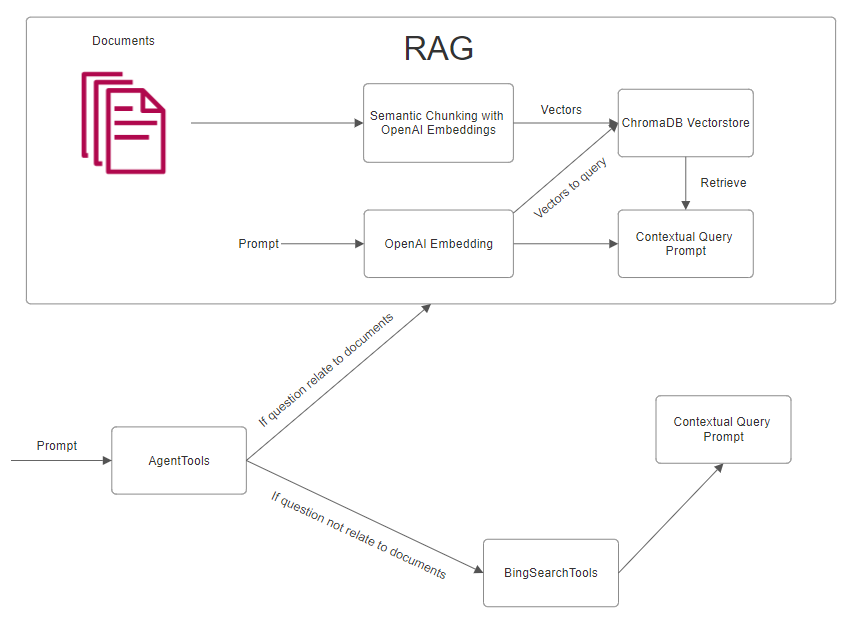 Documents
RAG
Semantic Chunking with
OpenAI Embeddings
Vectors
ChromaDB Vectorstore
Vectors to query
Retrieve
Prompt
OpenAI Embedding
Contextual Query
Prompt
If question relate to documents
Contextual Query
Prompt
Prompt
AgentTools
If question not relate to documents
BingSearchTools